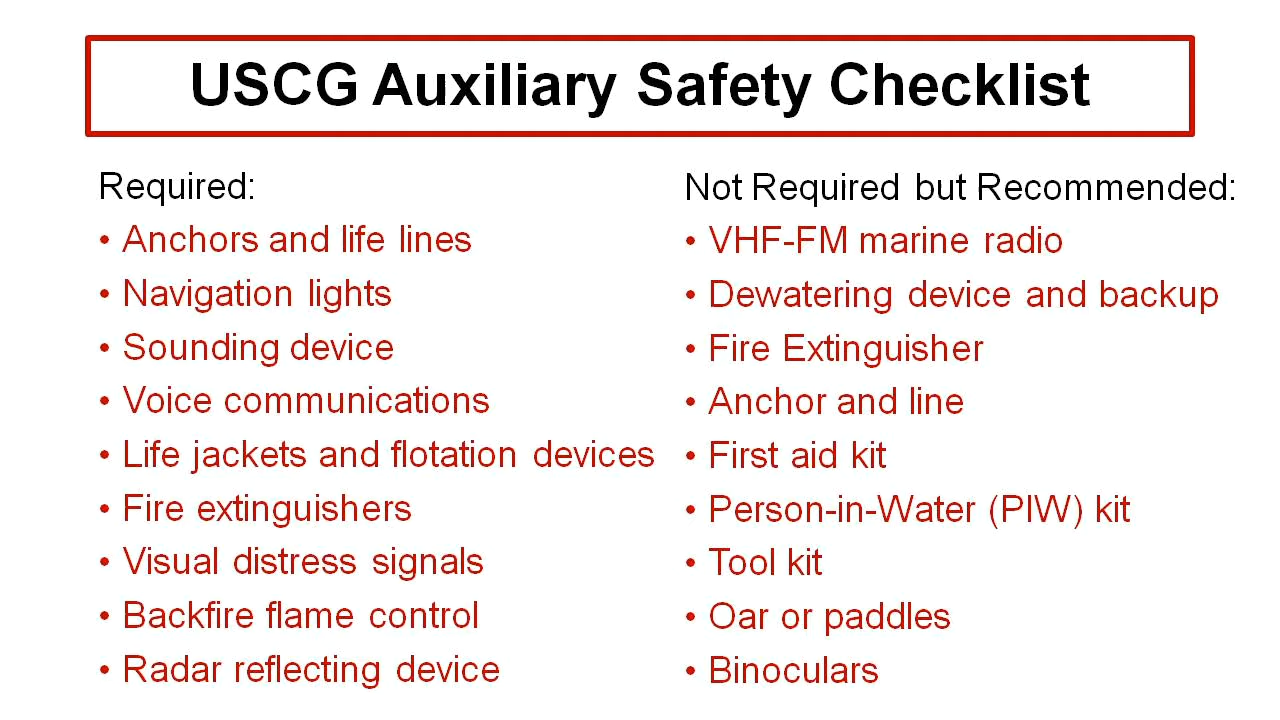 USCG Auxiliary Safety Checklist
Required:
• Anchors and life lines
• Navigation lights
• Sounding device
• Voice communications
• Life jackets and flotation devices
• Fire extinguishers
• Visual distress signals
• Backfire flame control
• Radar reflecting device
Not Required but Recommended:
• VHF-FM marine radio
• Dewatering device and backup
• Fire Extinguisher
• Anchor and line
• First aid kit
• Person-in-Water (PIW) kit
• Tool kit
• Oar or paddles
• Binoculars